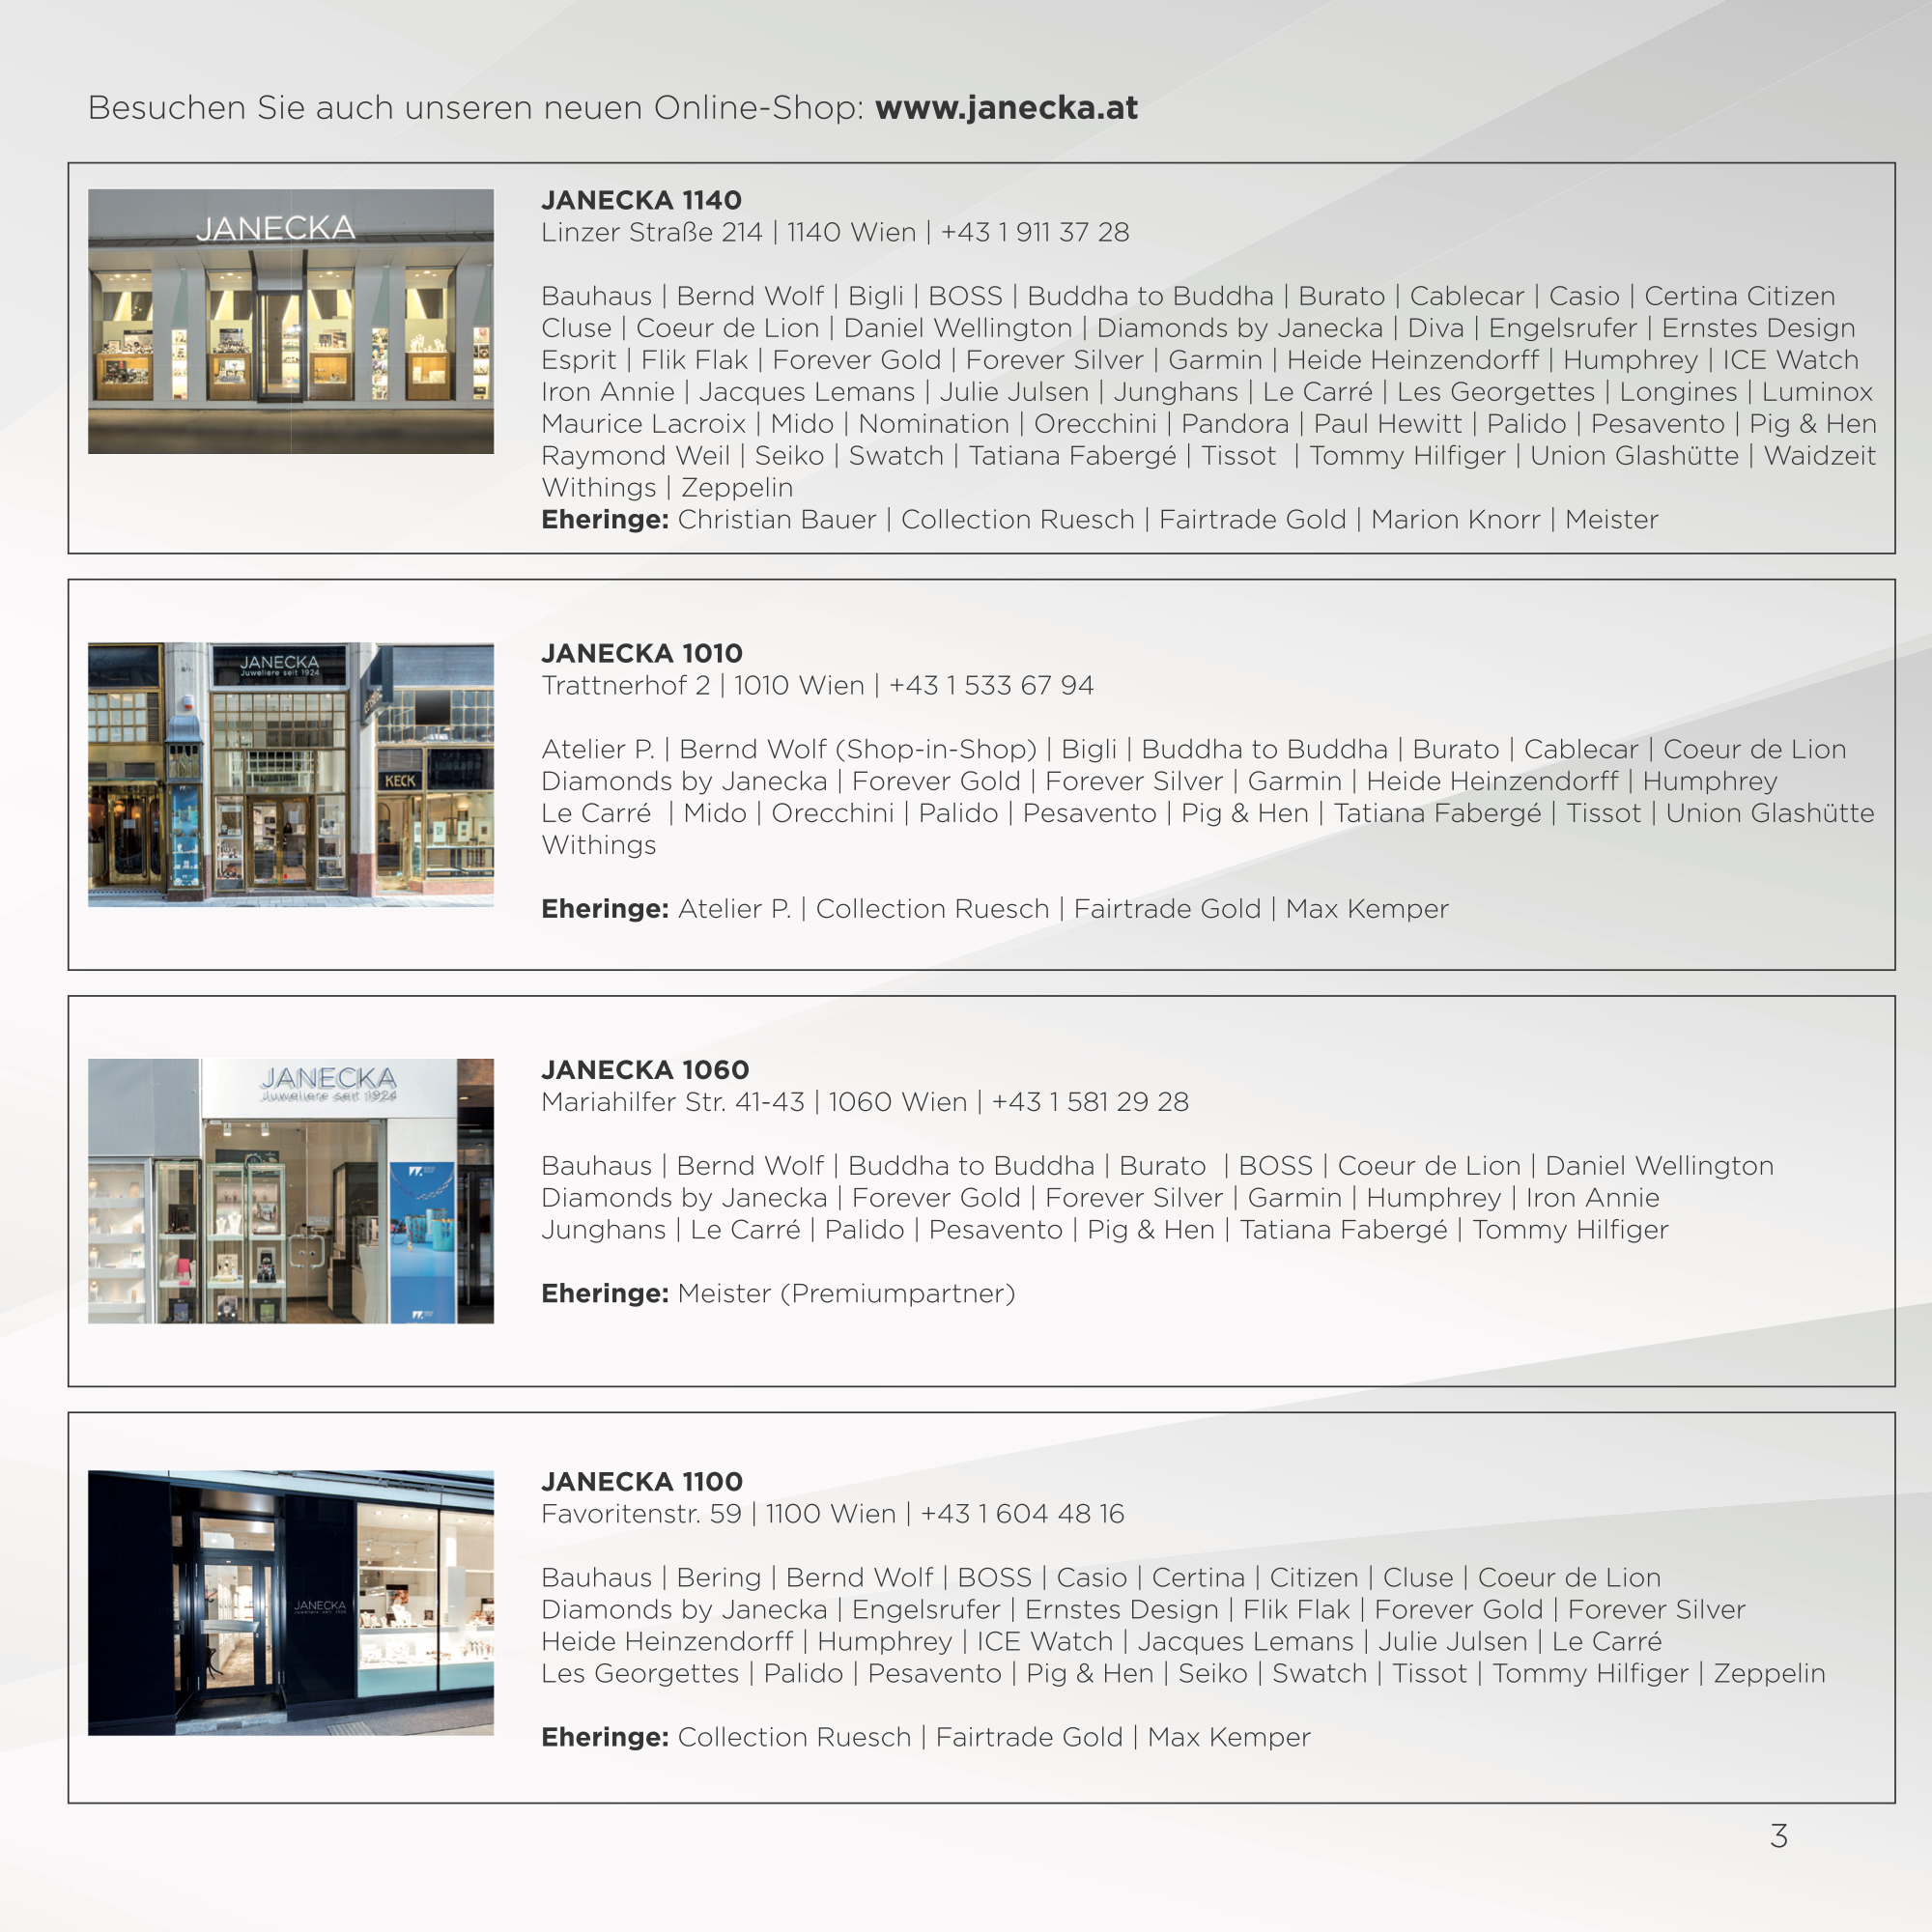 Besuchen Sie auch unseren neuen Online-Shop: www.janecka.at
JANECKA
JANECKA 1140
Linzer Straße 214 | 1140 Wien | +43 1 911 37 28
Bauhaus | Bernd Wolf | Bigli | BOSS | Buddha to Buddha | Burato | Cablecar | Casio | Certina Citizen
Cluse | Coeur de Lion | Daniel Wellington | Diamonds by Janecka | Diva | Engelsrufer | Ernstes Design
Esprit | Flik Flak | Forever Gold | Forever Silver | Garmin | Heide Heinzendorff | Humphrey | ICE Watch
Iron Annie | Jacques Lemans | Julie Julsen | Junghans | Le Carré | Les Georgettes | Longines | Luminox
Maurice Lacroix | Mido | Nomination | Orecchini | Pandora | Paul Hewitt | Palido | Pesavento | Pig & Hen
Raymond Weil | Seiko | Swatch | Tatiana Fabergé | Tissot | Tommy Hilfiger | Union Glashütte | Waidzeit
Withings | Zeppelin
Eheringe: Christian Bauer | Collection Ruesch | Fairtrade Gold | Marion Knorr | Meister
JANECKA
Juweliere seit 1924
KECK
JANECKA 1010
Trattnerhof 2 | 1010 Wien | +43 1 533 67 94
Atelier P. | Bernd Wolf (Shop-in-Shop) | Bigli | Buddha to Buddha | Burato | Cablecar | Coeur de Lion
Diamonds by Janecka | Forever Gold | Forever Silver | Garmin | Heide Heinzendorff | Humphrey
Le Carré | Mido | Orecchini | Palido | Pesavento | Pig & Hen | Tatiana Fabergé | Tissot | Union Glashütte
Withings
Eheringe: Atelier P. | Collection Ruesch | Fairtrade Gold | Max Kemper
JANECKA
Juweliere seit 1924
JANECKA 1060
Mariahilfer Str. 41-43 | 1060 Wien | +43 1 581 29 28
Bauhaus | Bernd Wolf | Buddha to Buddha | Burato | BOSS | Coeur de Lion | Daniel Wellington
Diamonds by Janecka | Forever Gold | Forever Silver | Garmin | Humphrey | Iron Annie
Junghans | Le Carré | Palido | Pesavento | Pig & Hen | Tatiana Fabergé | Tommy Hilfiger
Eheringe: Meister (Premiumpartner)
JANECKA
Juweliere seit 1924
JANECKA 1100
Favoritenstr. 59 | 1100 Wien | +43 1 604 48 16
Bauhaus | Bering | Bernd Wolf | BOSS | Casio | Certina | Citizen | Cluse | Coeur de Lion
Diamonds by Janecka | Engelsrufer | Ernstes Design | Flik Flak | Forever Gold | Forever Silver
Heide Heinzendorff | Humphrey | ICE Watch | Jacques Lemans | Julie Julsen | Le Carré
Les Georgettes | Palido | Pesavento | Pig & Hen | Seiko | Swatch | Tissot | Tommy Hilfiger | Zeppelin
Eheringe: Collection Ruesch | Fairtrade Gold | Max Kemper
3